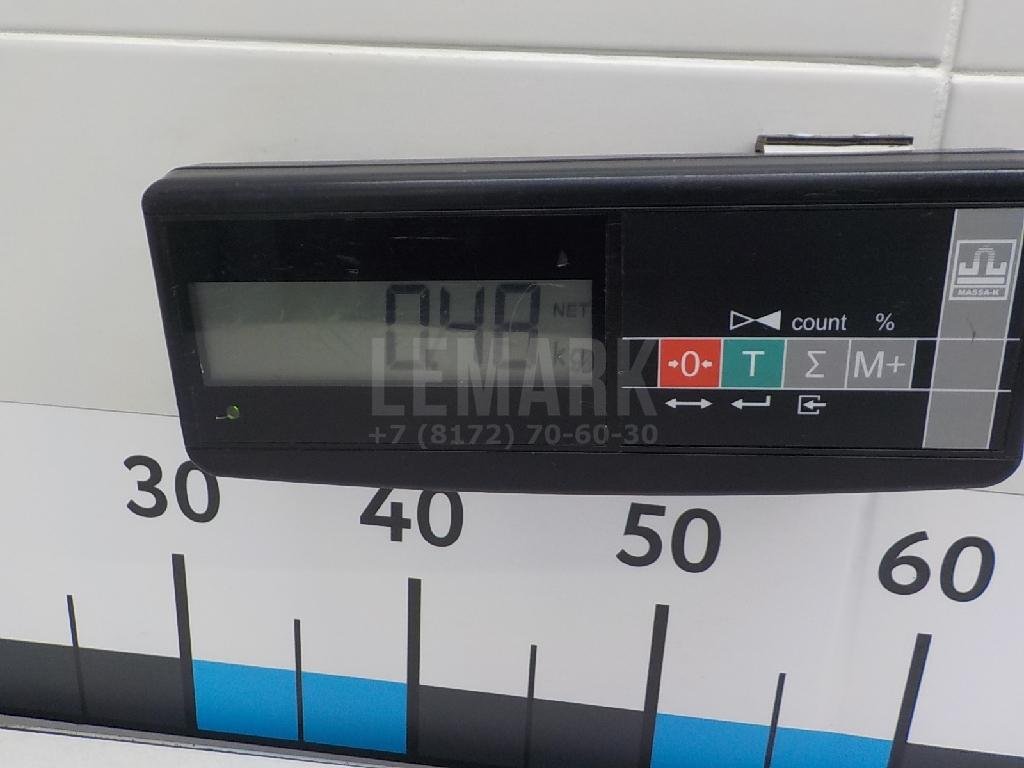 0.48 NET
kg
LEMARK
+7 (8172) 70-60-30
count %
→0← T Σ M+
MASSA-K
30 40 50 60